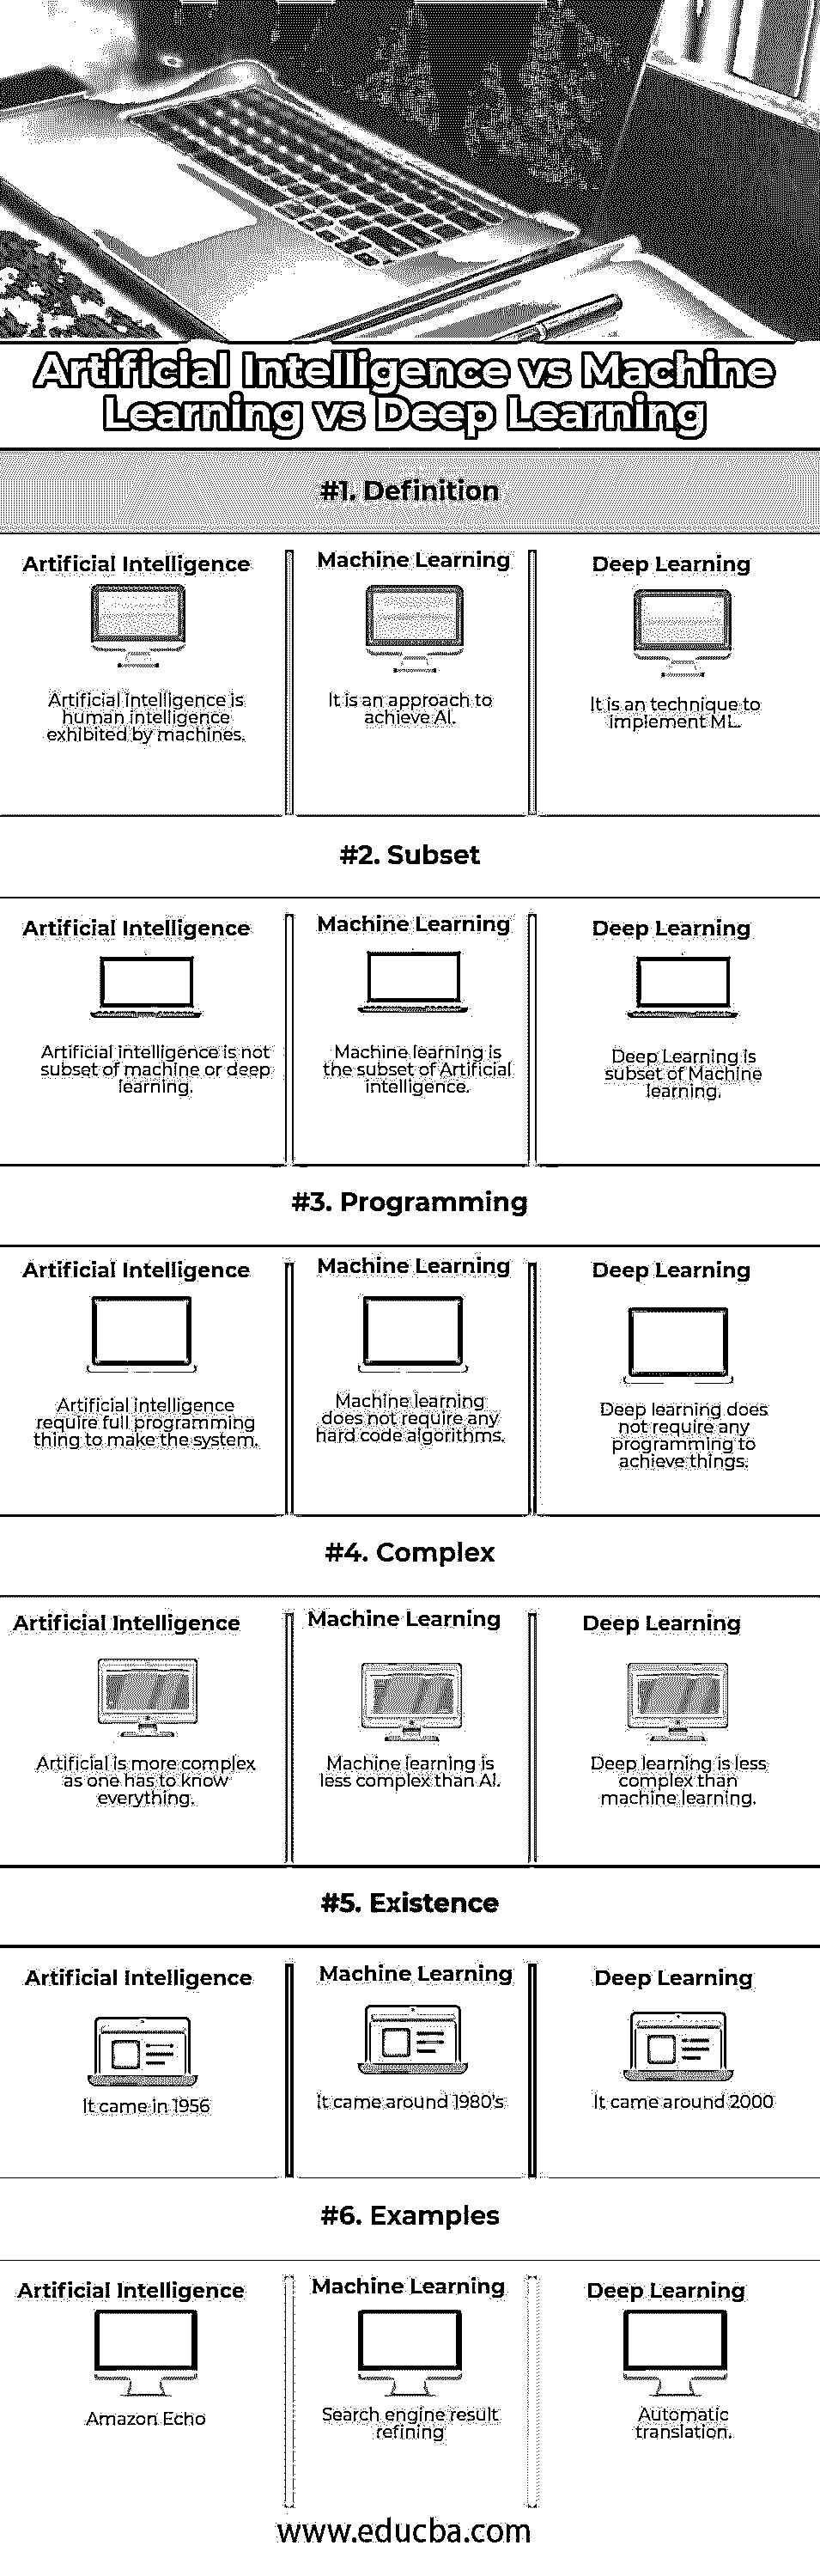 Artificial Intelligence vs Machine
Learning vs Deep Learning
#1. Definition
Artificial Intelligence
Artificial Intelligence is
human intelligence
exhibited by machines.
Machine Learning
It is an approach to
achieve AI.
Deep Learning
It is an technique to
implement ML.
#2. Subset
Artificial Intelligence
Artificial intelligence is not
subset of machine or deep
learning.
Machine Learning
Machine learning is
the subset of Artificial
intelligence.
Deep Learning
Deep Learning is
subset of Machine
learning.
#3. Programming
Artificial Intelligence
Artificial intelligence
require full programming
thing to make the system.
Machine Learning
Machine learning
does not require any
hard code algorithms.
Deep Learning
Deep learning does
not require any
programming to
achieve things.
#4. Complex
Artificial Intelligence
Artificial is more complex
as one has to know
everything.
Machine Learning
Machine learning is
less complex than AI.
Deep Learning
Deep learning is less
complex than
machine learning.
#5. Existence
Artificial Intelligence
It came in 1956
Machine Learning
It came around 1980's
Deep Learning
It came around 2000
#6. Examples
Artificial Intelligence
Amazon Echo
Machine Learning
Search engine result
refining
Deep Learning
Automatic
translation.
www.educba.com